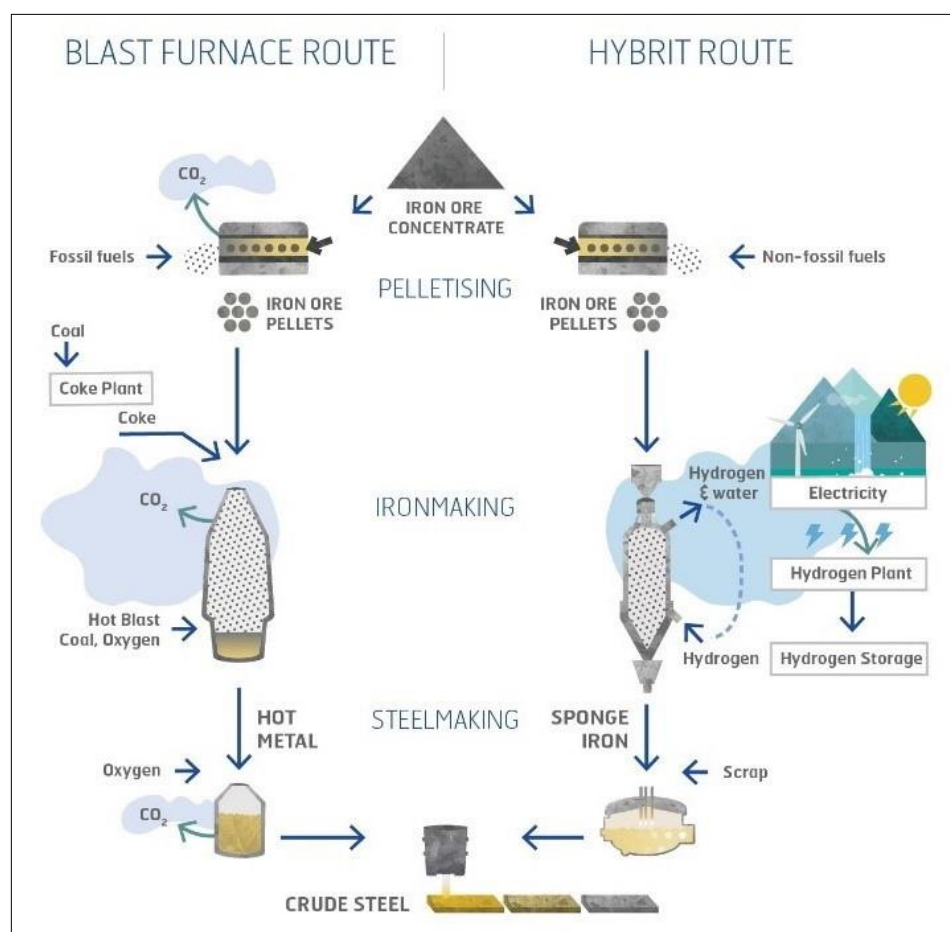 BLAST FURNACE ROUTE
HYBRIT ROUTE
CO₂
IRON ORE
CONCENTRATE
Fossil fuels
Non-fossil fuels
PELLETISING
IRON ORE
PELLETS
IRON ORE
PELLETS
Coal
Coke Plant
Coke
CO₂
IRONMAKING
Hydrogen
& water
Electricity
Hydrogen Plant
Hot Blast
Coal, Oxygen
Hydrogen
Hydrogen Storage
HOT
METAL
STEELMAKING
SPONGE
IRON
Oxygen
Scrap
CO₂
CRUDE STEEL